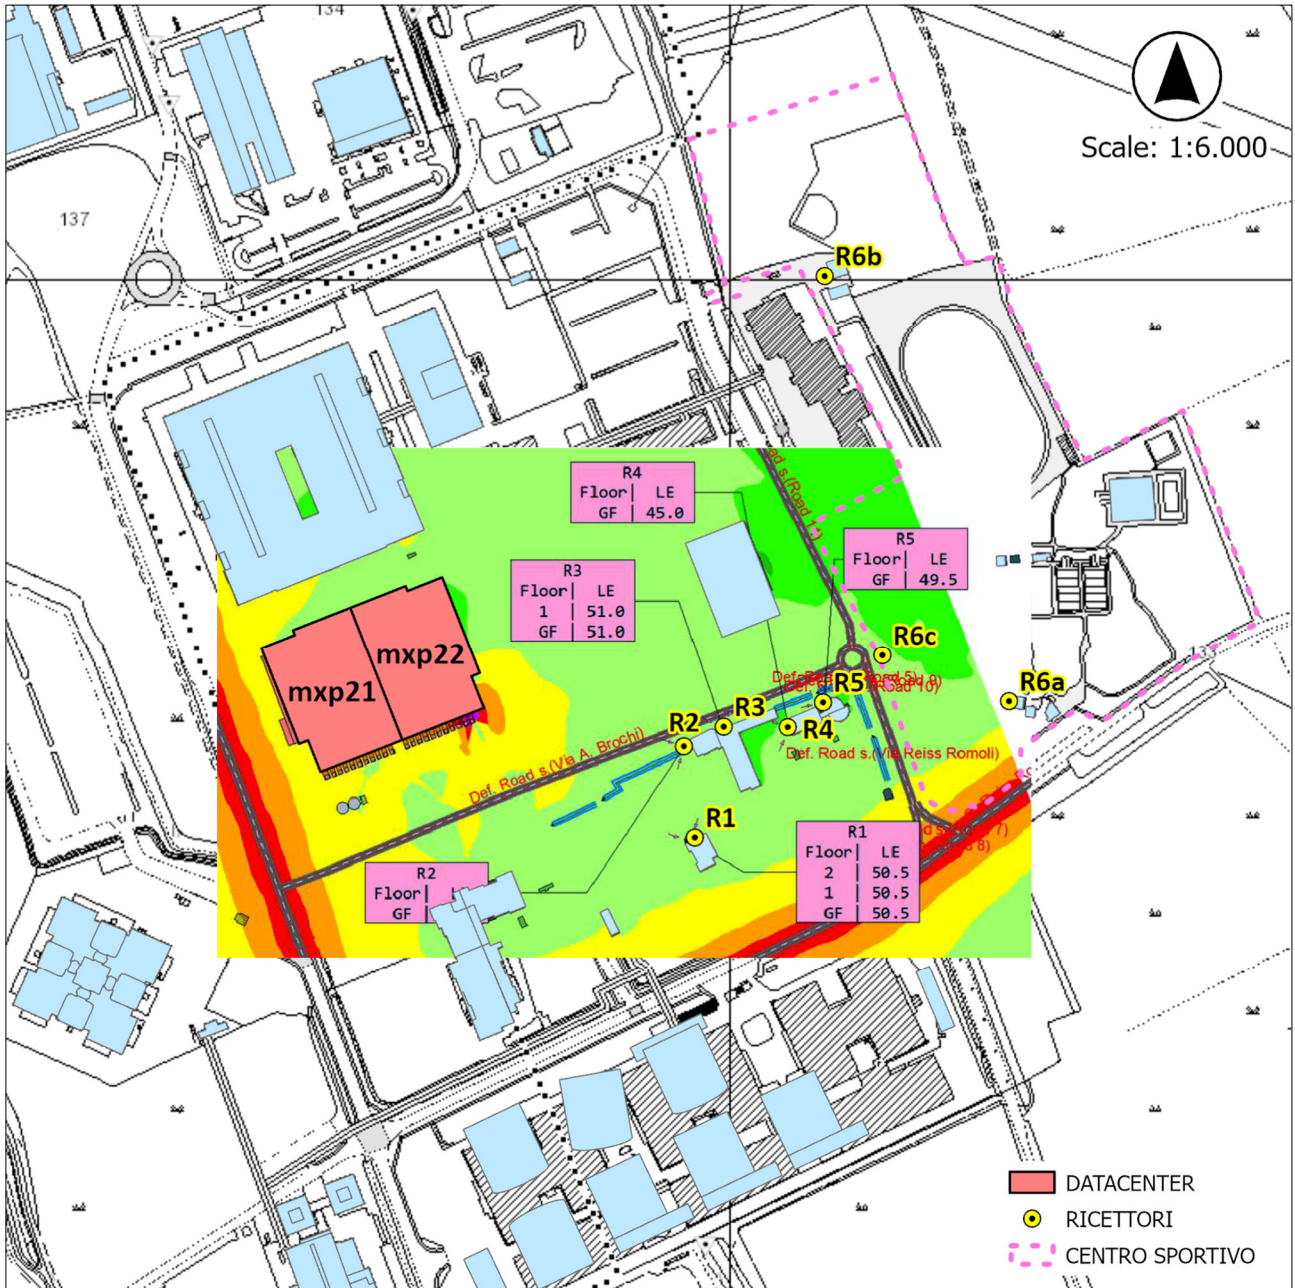 134
Scale: 1:6.000
137
R6b
R4
Floor| LE
GF | 45.0
R5
Floor| LE
GF | 49.5
R3
Floor| LE
1 | 51.0
GF | 51.0
R6c
133
mxp22
mxp21
R6a
R5
R3
R4
R2
Def. Road s.(Via A. Brochi)
Def. Road s.(Via Reiss Romoli)
R1
R1
Floor| LE
2 | 50.5
1 | 50.5
GF | 50.5
R2
Floor|
GF |
DATACENTER
RICETTORI
CENTRO SPORTIVO